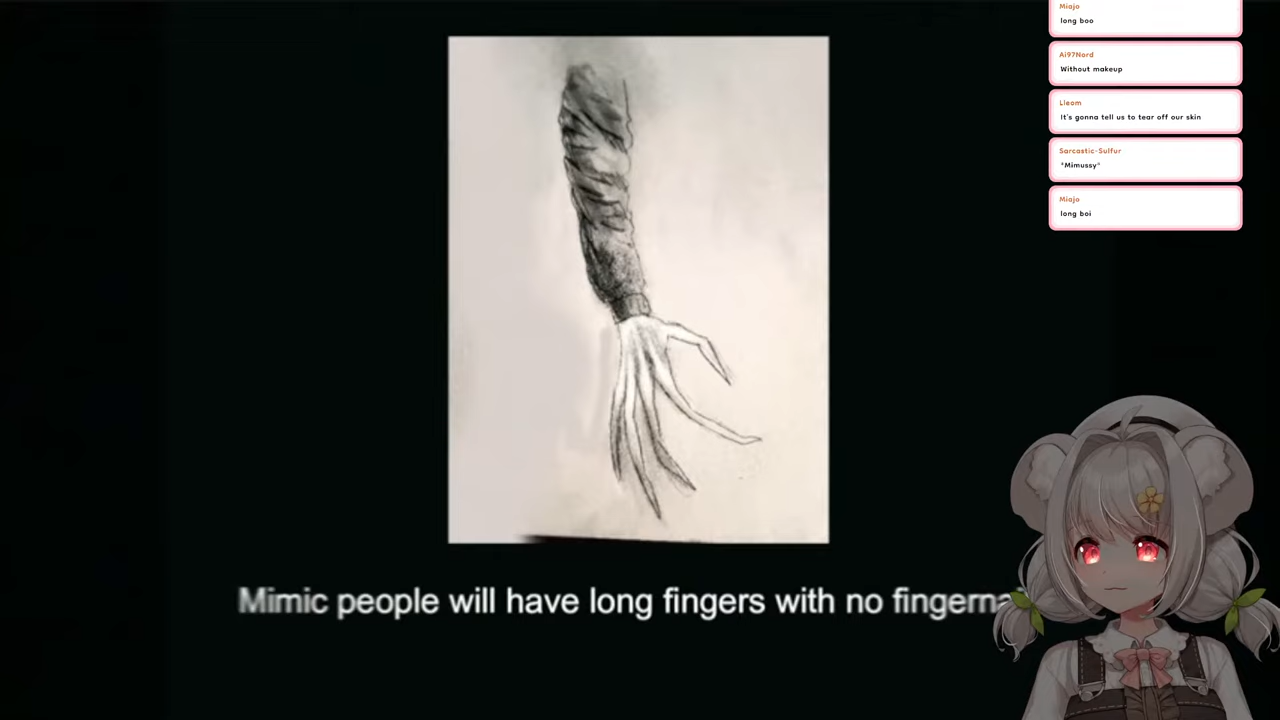 Miajo
long boo
Ai97Nord
Without makeup
Lleom
It's gonna tell us to tear off our skin
Sarcastic-Sulfur
*Mimussy*
Miajo
long boi
Mimic people will have long fingers with no fingerna